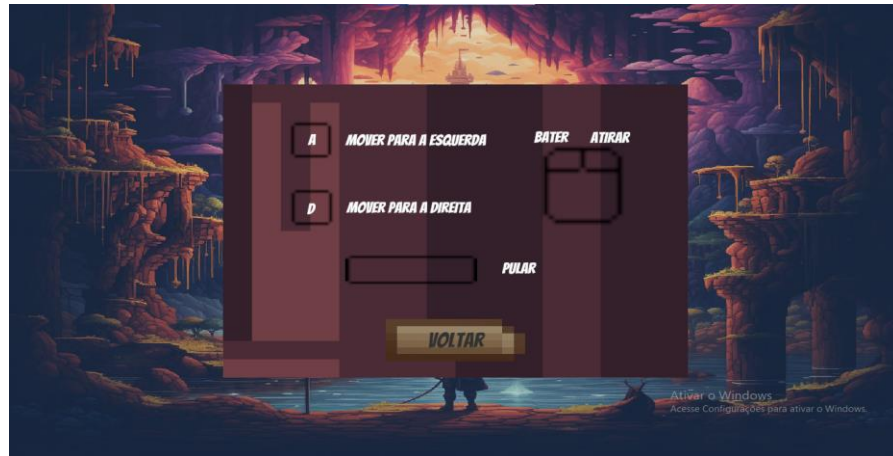 BATER ATIRAR
A MOVER PARA A ESQUERDA
D MOVER PARA A DIREITA
PULAR
VOLTAR
Ativar o Windows
Acesse Configurações para ativar o Windows.